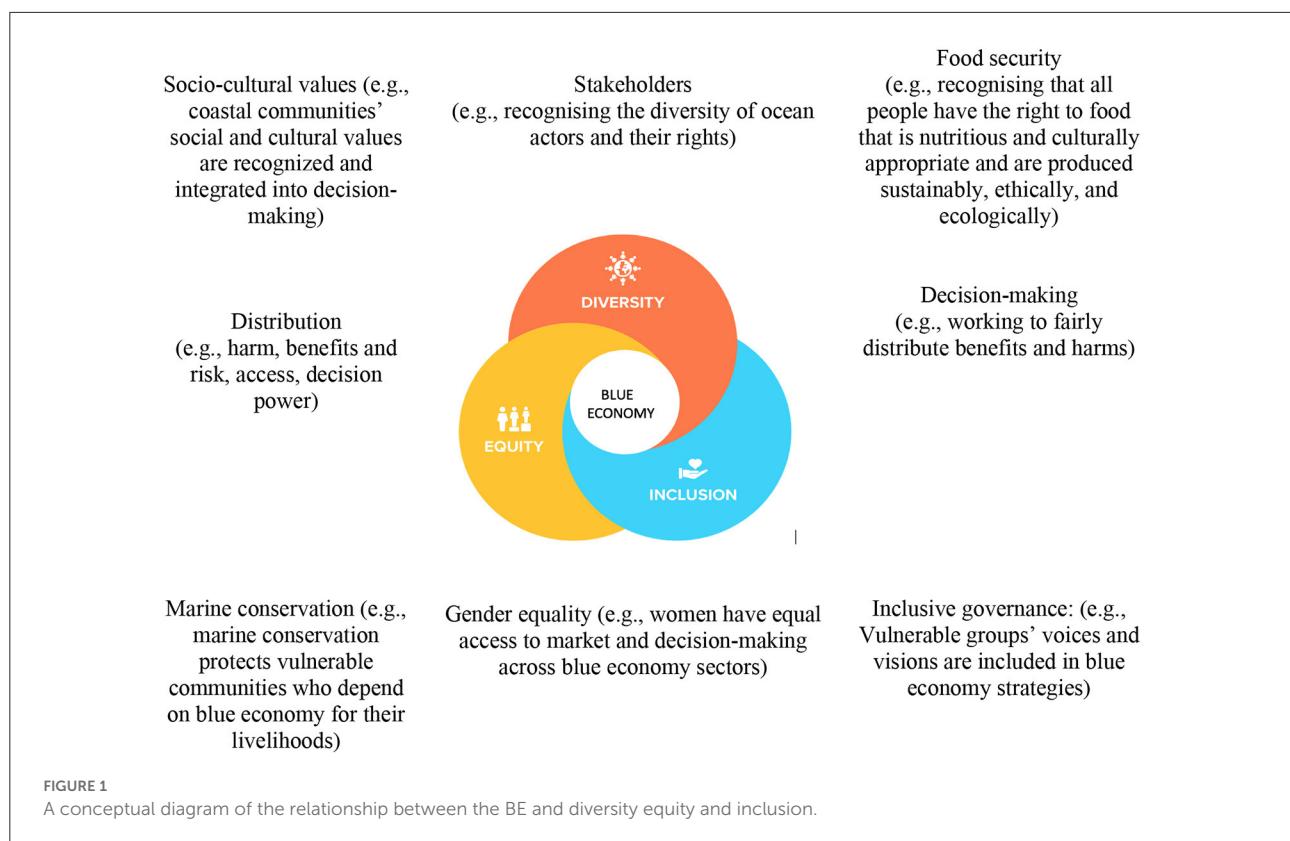 Socio-cultural values (e.g.,
coastal communities'
social and cultural values
are recognized and
integrated into decision-
making)
Stakeholders
(e.g., recognising the diversity of ocean
actors and their rights)
Food security
(e.g., recognising that all
people have the right to food
that is nutritious and culturally
appropriate and are produced
sustainably, ethically, and
ecologically)
Distribution
(e.g., harm, benefits and
risk, access, decision
power)
DIVERSITY
BLUE
ECONOMY
EQUITY
INCLUSION
Decision-making
(e.g., working to fairly
distribute benefits and harms)
Marine conservation (e.g.,
marine conservation
protects vulnerable
communities who depend
on blue economy for their
livelihoods)
Gender equality (e.g., women have equal
access to market and decision-making
across blue economy sectors)
Inclusive governance: (e.g.,
Vulnerable groups' voices and
visions are included in blue
economy strategies)
FIGURE 1
A conceptual diagram of the relationship between the BE and diversity equity and inclusion.